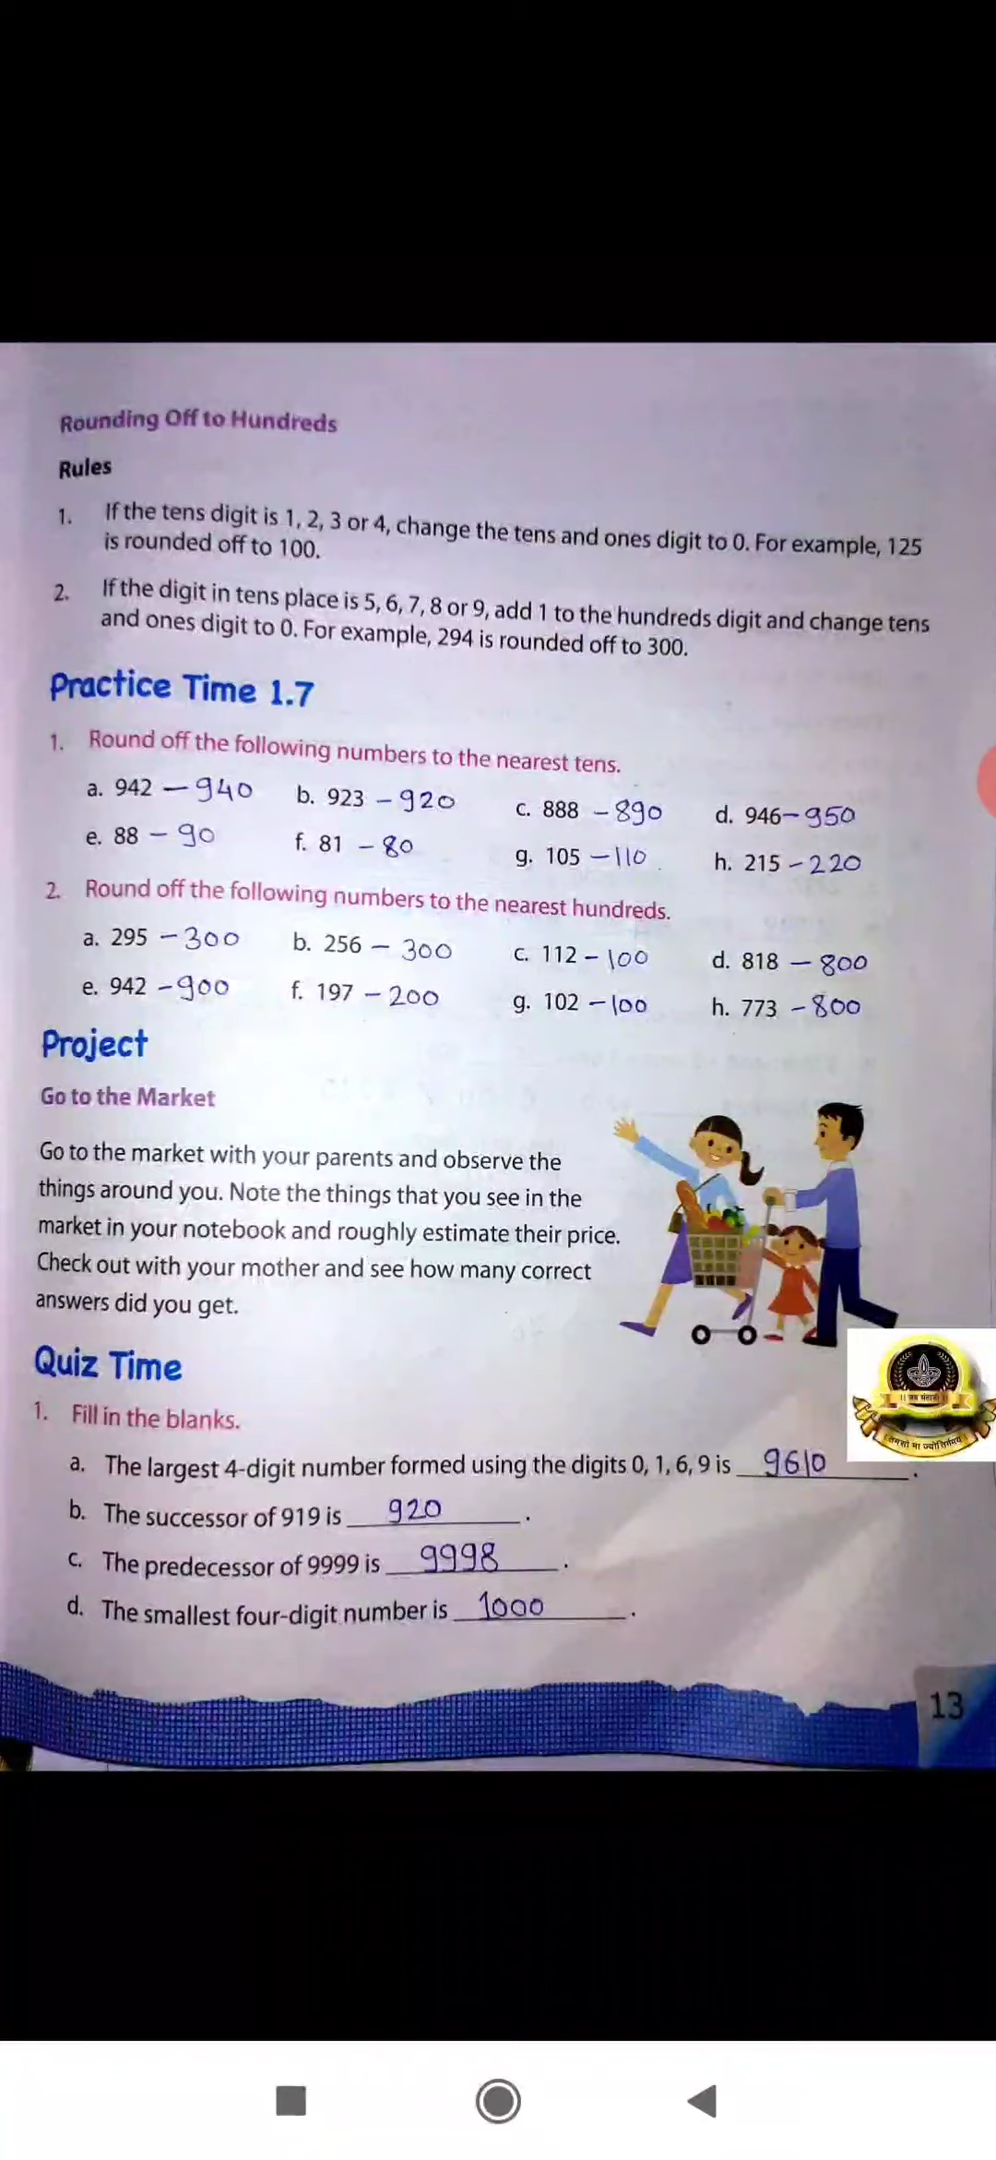 Rounding Off to Hundreds
Rules
1. If the tens digit is 1, 2, 3 or 4, change the tens and ones digit to 0. For example, 125
is rounded off to 100.
2. If the digit in tens place is 5, 6, 7, 8 or 9, add 1 to the hundreds digit and change tens
and ones digit to 0. For example, 294 is rounded off to 300.
Practice Time 1.7
1. Round off the following numbers to the nearest tens.
a. 942 – 940 b. 923 – 920 c. 888 – 890 d. 946 – 950
e. 88 – 90 f. 81 – 80 g. 105 – 110 h. 215 – 220
2. Round off the following numbers to the nearest hundreds.
a. 295 – 300 b. 256 – 300 c. 112 – 100 d. 818 – 800
e. 942 – 900 f. 197 – 200 g. 102 – 100 h. 773 – 800
Project
Go to the Market
Go to the market with your parents and observe the
things around you. Note the things that you see in the
market in your notebook and roughly estimate their price.
Check out with your mother and see how many correct
answers did you get.
Quiz Time
1. Fill in the blanks.
a. The largest 4-digit number formed using the digits 0, 1, 6, 9 is 9610.
b. The successor of 919 is 920.
c. The predecessor of 9999 is 9998.
d. The smallest four-digit number is 1000.
तमसो मा ज्योतिर्गमय
13